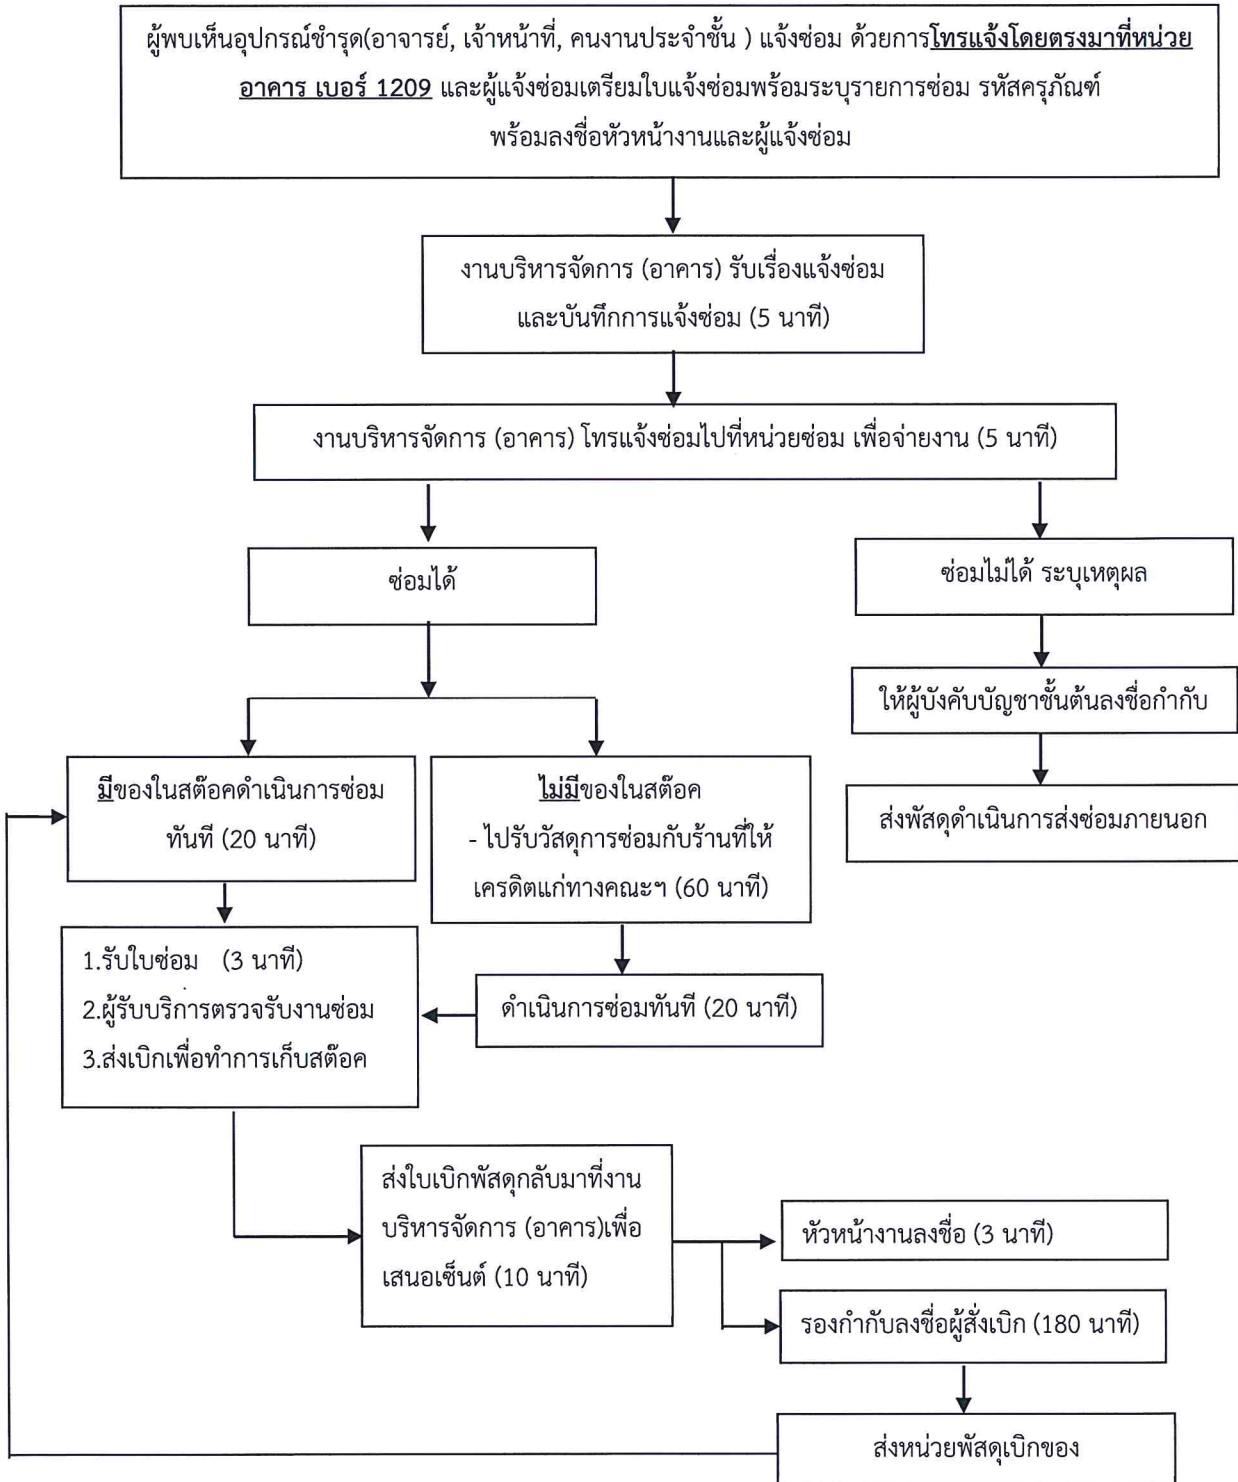 ผู้พบเห็นอุปกรณ์ชำรุด(อาจารย์, เจ้าหน้าที่, คนงานประจำชั้น ) แจ้งซ่อม ด้วยการโทรแจ้งโดยตรงมาที่หน่วย
อาคาร เบอร์ 1209 และผู้แจ้งซ่อมเตรียมใบแจ้งซ่อมพร้อมระบุรายการซ่อม รหัสครุภัณฑ์
พร้อมลงชื่อหัวหน้างานและผู้แจ้งซ่อม
งานบริหารจัดการ (อาคาร) รับเรื่องแจ้งซ่อม
และบันทึกการแจ้งซ่อม (5 นาที)
งานบริหารจัดการ (อาคาร) โทรแจ้งซ่อมไปที่หน่วยซ่อม เพื่อจ่ายงาน (5 นาที)
ซ่อมได้
ซ่อมไม่ได้ ระบุเหตุผล
ให้ผู้บังคับบัญชาชั้นต้นลงชื่อกำกับ
ส่งพัสดุดำเนินการส่งซ่อมภายนอก
มีของในสต๊อคดำเนินการซ่อม
ทันที (20 นาที)
ไม่มีของในสต๊อค
- ไปรับวัสดุการซ่อมกับร้านที่ให้
เครดิตแก่ทางคณะฯ (60 นาที)
ดำเนินการซ่อมทันที (20 นาที)
1.รับใบซ่อม (3 นาที)
2.ผู้รับบริการตรวจรับงานซ่อม
3.ส่งเบิกเพื่อทำการเก็บสต๊อค
ส่งใบเบิกพัสดุกลับมาที่งาน
บริหารจัดการ (อาคาร)เพื่อ
เสนอเซ็นต์ (10 นาที)
หัวหน้างานลงชื่อ (3 นาที)
รองกำกับลงชื่อผู้สั่งเบิก (180 นาที)
ส่งหน่วยพัสดุเบิกของ